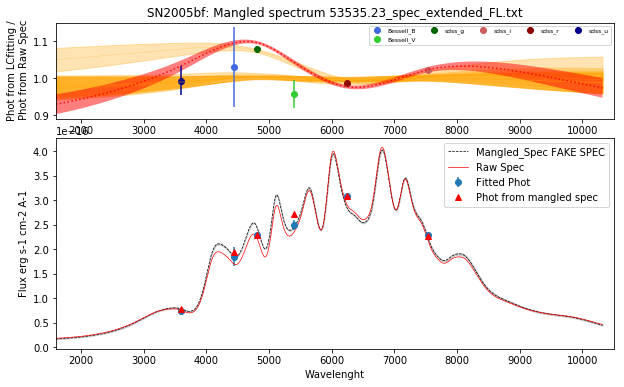 SN2005bf: Mangled spectrum 53535.23_spec_extended_FL.txt
Phot from LCfitting /
Phot from Raw Spec
1.1
1.0
0.9
Bessell_B
Bessell_V
sdss_g
sdss_i
sdss_r
sdss_u
2000 3000 4000 5000 6000 7000 8000 9000 10000
1e-16
Flux erg s-1 cm-2 A-1
4.0
3.5
3.0
2.5
2.0
1.5
1.0
0.5
0.0
Mangled_Spec FAKE SPEC
Raw Spec
Fitted Phot
Phot from mangled spec
2000 3000 4000 5000 6000 7000 8000 9000 10000
Wavelenght